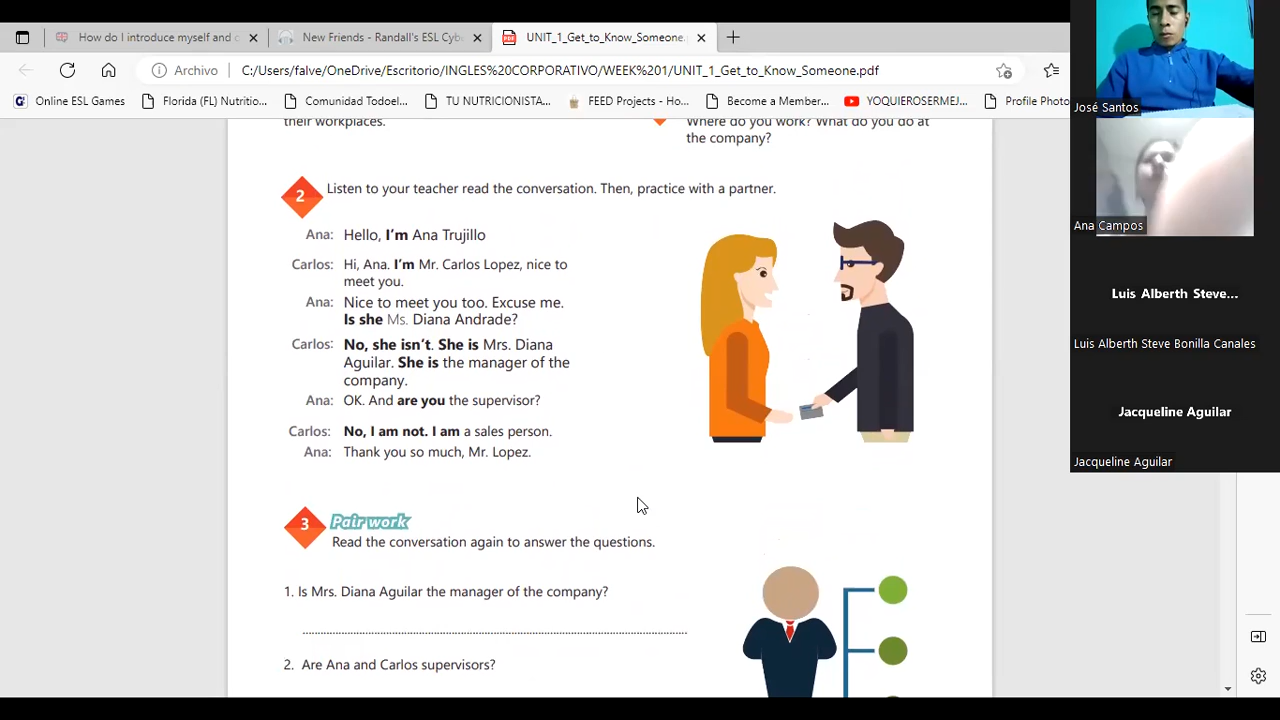 How do I introduce myself and c
New Friends - Randall's ESL Cyb
UNIT_1_Get_to_Know_Someone.
PDF
Archivo
C:/Users/falve/OneDrive/Escritorio/INGLES%20CORPORATIVO/WEEK%201/UNIT_1_Get_to_Know_Someone.pdf
Online ESL Games
Florida (FL) Nutritio...
Comunidad Todoel...
TU NUTRICIONISTA...
FEED Projects - Ho...
Become a Member...
YOQUIEROSERMEJ...
Profile Photo
their workplaces.
Where do you work? What do you do at
the company?
2
Listen to your teacher read the conversation. Then, practice with a partner.
Ana: Hello, I'm Ana Trujillo
Carlos: Hi, Ana. I'm Mr. Carlos Lopez, nice to
meet you.
Ana: Nice to meet you too. Excuse me.
Is she Ms. Diana Andrade?
Carlos: No, she isn't. She is Mrs. Diana
Aguilar. She is the manager of the
company.
Ana: OK. And are you the supervisor?
Carlos: No, I am not. I am a sales person.
Ana: Thank you so much, Mr. Lopez.
3
Pair work
Read the conversation again to answer the questions.
1. Is Mrs. Diana Aguilar the manager of the company?
2. Are Ana and Carlos supervisors?
José Santos
Ana Campos
Luis Alberth Steve...
Luis Alberth Steve Bonilla Canales
Jacqueline Aguilar
Jacqueline Aguilar